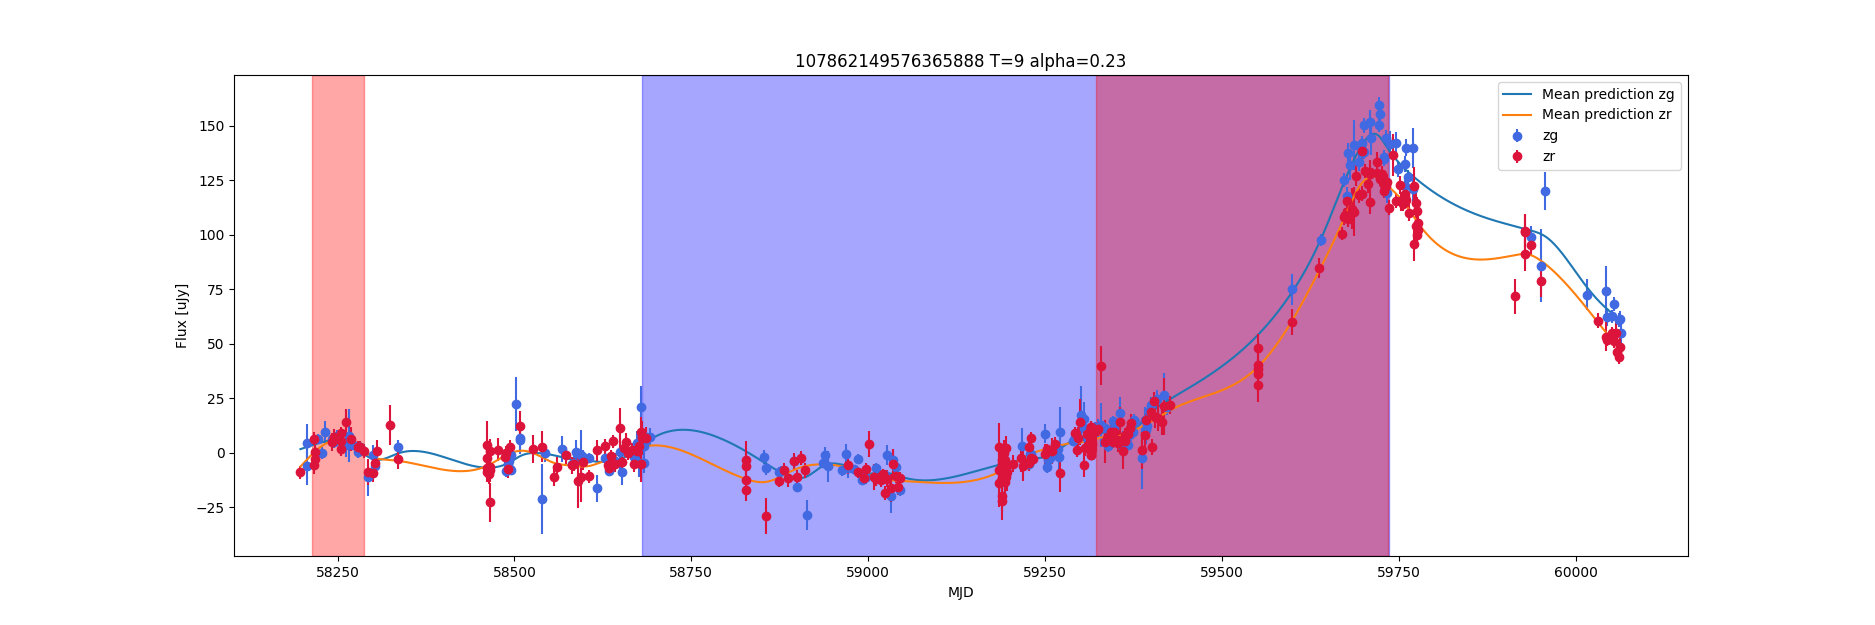 107862149576365888 T=9 alpha=0.23
Mean prediction zg
Mean prediction zr
zg
zr
Flux [uJy]
150
125
100
75
50
25
0
−25
58250 58500 58750 59000 59250 59500 59750 60000
MJD